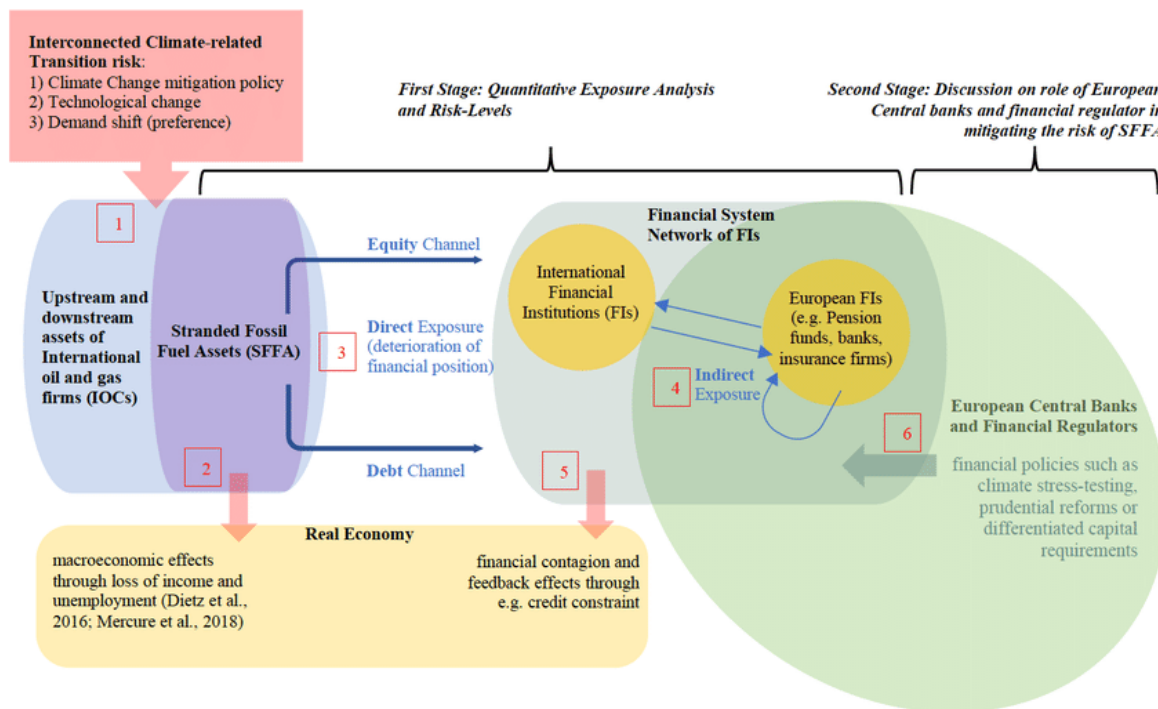 Interconnected Climate-related
Transition risk:
1) Climate Change mitigation policy
2) Technological change
3) Demand shift (preference)
First Stage: Quantitative Exposure Analysis
and Risk-Levels
Second Stage: Discussion on role of European
Central banks and financial regulator in
mitigating the risk of SFFA
1
Upstream and
downstream
assets of
International
oil and gas
firms (IOCs)
Stranded Fossil
Fuel Assets (SFFA)
2
Equity Channel
3
Direct Exposure
(deterioration of
financial position)
Debt Channel
Financial System
Network of FIs
International
Financial
Institutions (FIs)
European FIs
(e.g. Pension
funds, banks,
insurance firms)
4
Indirect
Exposure
5
6
European Central Banks
and Financial Regulators
financial policies such as
climate stress-testing,
prudential reforms or
differentiated capital
requirements
Real Economy
macroeconomic effects
through loss of income and
unemployment (Dietz et al.,
2016; Mercure et al., 2018)
financial contagion and
feedback effects through
e.g. credit constraint